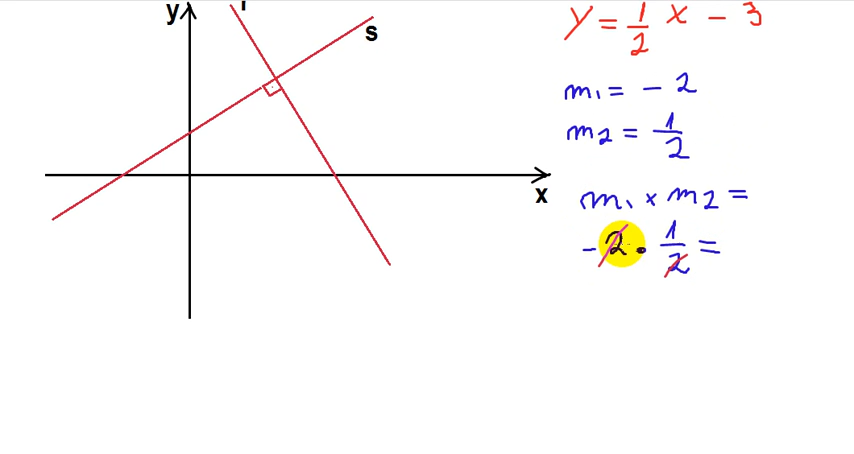 y
s
x
y = 1/2 x - 3
m₁ = - 2
m₂ = 1/2
m₁ × m₂ =
- 2 . 1/2 =